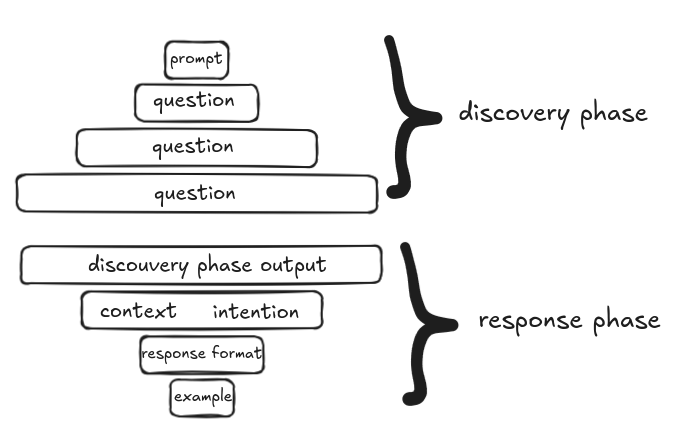 prompt
question
question
question
discovery phase
discouvery phase output
context intention
response format
example
response phase